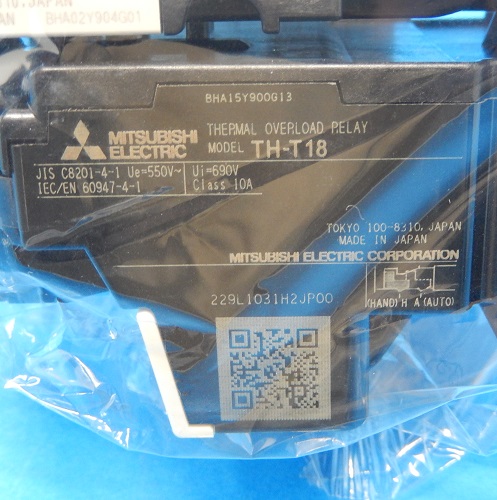 JAPAN
AN BHA02Y904G01
BHA15Y900G13
MITSUBISHI ELECTRIC
THERMAL OVERLOAD RELAY
MODEL TH-T18
JIS C8201-4-1 Ue=550V~ Ui=690V
IEC/EN 60947-4-1 Class 10A
TOKYO 100-8310, JAPAN
MADE IN JAPAN
MITSUBISHI ELECTRIC CORPORATION
229L1031H2JP00
(HAND) H A (AUTO)